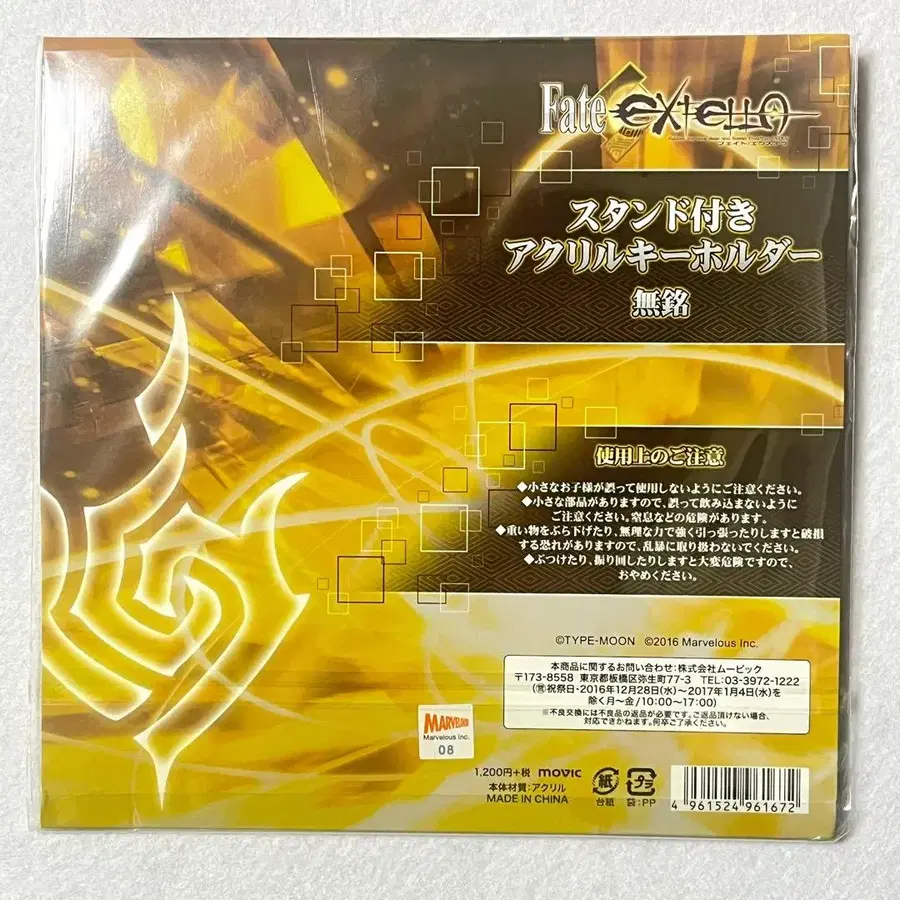 Fate EXTELLA
フェイト/エクステラ
スタンド付き
アクリルキーホルダー
無銘
使用上のご注意
◆小さなお子様が誤って使用しないようにご注意ください。
◆小さな部品がありますので、誤って飲み込まないように
ご注意ください。窒息などの危険があります。
◆重い物をぶら下げたり、無理な力で強く引っ張ったりしますと破損
する恐れがありますので、乱暴に取り扱わないでください。
◆ぶつけたり、振り回したりしますと大変危険ですので、
おやめください。
©TYPE-MOON ©2016 Marvelous Inc.
本商品に関するお問い合わせ:株式会社ムービック
〒173-8558 東京都板橋区弥生町77-3 TEL:03-3972-1222
祝祭日・2016年12月28日(水)~2017年1月4日(水)を
除く月~金/10:00~17:00)
※不良交換には不良品の返品が必要です。ご返品頂けない場合、
対応できかねます。何卒ご了承ください。
MARVELOUS
Marvelous Inc.
08
1,200円+税 movic
本体材質:アクリル
MADE IN CHINA
紙
台紙
プラ
袋:PP
4 961524 961672